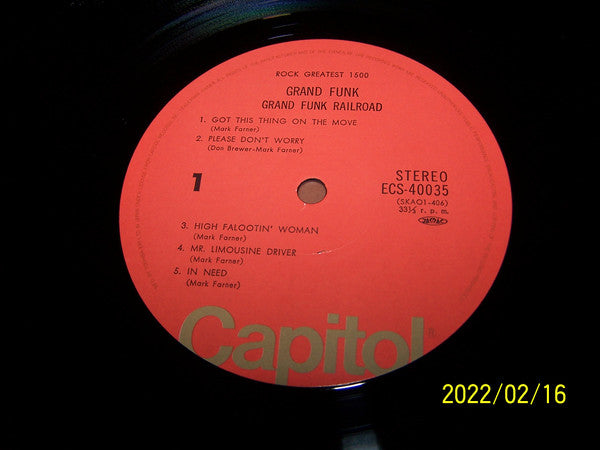 ROCK GREATEST 1500
GRAND FUNK
GRAND FUNK RAILROAD
1. GOT THIS THING ON THE MOVE
(Mark Farner)
2. PLEASE DON'T WORRY
(Don Brewer-Mark Farner)
1
STEREO
ECS-40035
(SKAO1-406)
33⅓ r. p. m.
3. HIGH FALOOTIN' WOMAN
(Mark Farner)
4. MR. LIMOUSINE DRIVER
(Mark Farner)
5. IN NEED
(Mark Farner)
Capitol®
2022/02/16